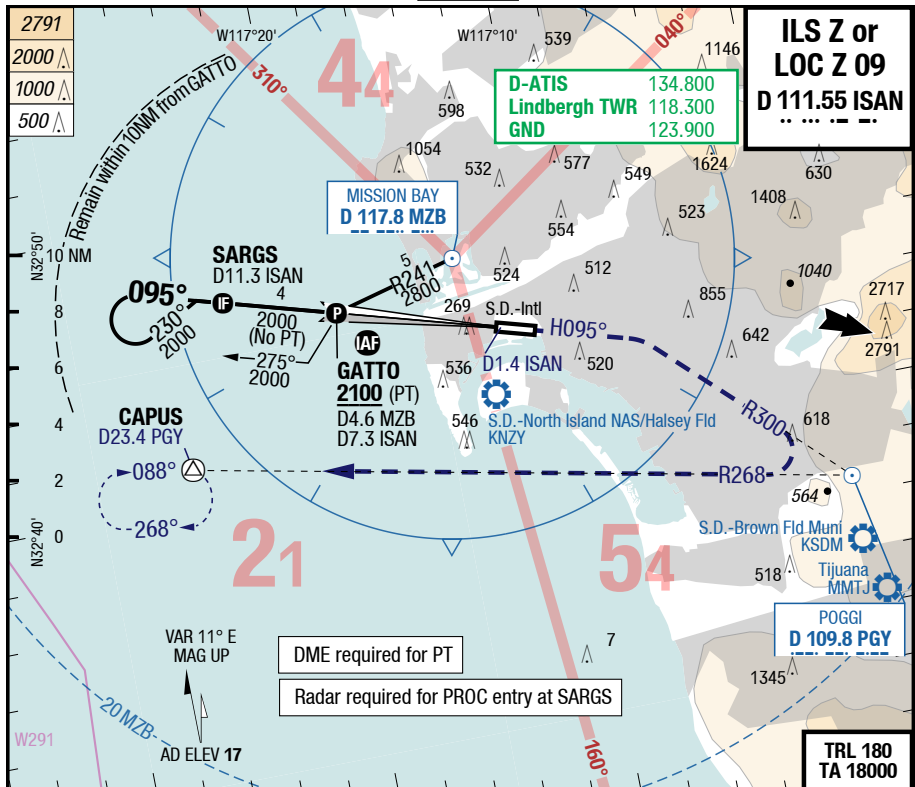 2791
2000
1000
500
W117°20'
W117°10'
310°
040°
160°
44
21
54
539
1146
598
1054
532
577
549
554
523
524
512
1624
630
1408
1040
2717
2791
855
642
269
520
536
546
618
564
518
7
1345
ILS Z or
LOC Z 09
D 111.55 ISAN
D-ATIS 134.800
Lindbergh TWR 118.300
GND 123.900
Remain within 10NM from GATTO
MISSION BAY
D 117.8 MZB
N32°50'
10 NM
8
6
4
2
0
N32°40'
SARGS
D11.3 ISAN
IF
4
2000
(No PT)
5
R241
2800
095°
230°
2000
275°
2000
P
IAF
GATTO
2100 (PT)
D4.6 MZB
D7.3 ISAN
S.D.-Intl
D1.4 ISAN
H095°
R300
R268
S.D.-North Island NAS/Halsey Fld
KNZY
CAPUS
D23.4 PGY
088°
268°
S.D.-Brown Fld Muni
KSDM
Tijuana
MMTJ
POGGI
D 109.8 PGY
VAR 11° E
MAG UP
AD ELEV 17
DME required for PT
Radar required for PROC entry at SARGS
20 MZB
W291
TRL 180
TA 18000